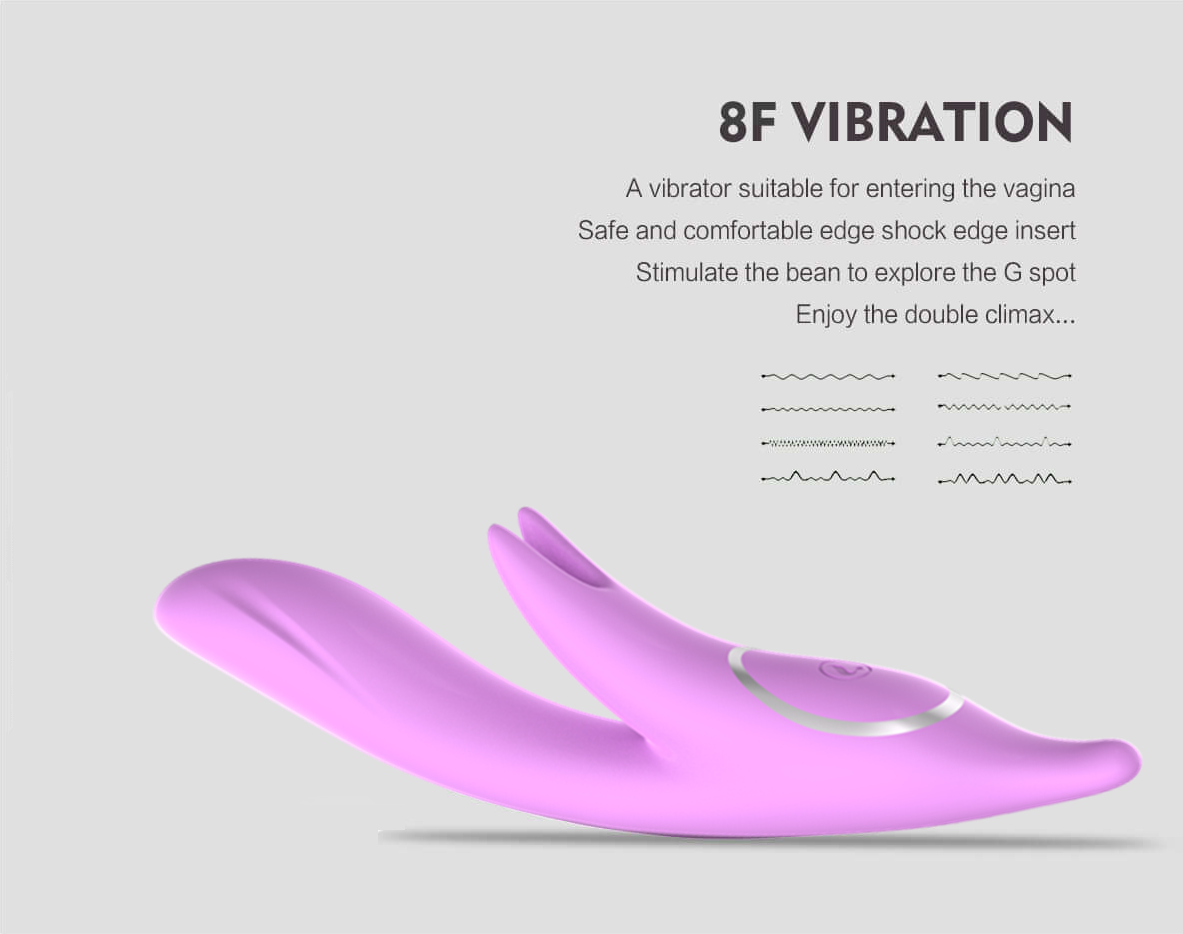 8F VIBRATION
A vibrator suitable for entering the vagina
Safe and comfortable edge shock edge insert
Stimulate the bean to explore the G spot
Enjoy the double climax...